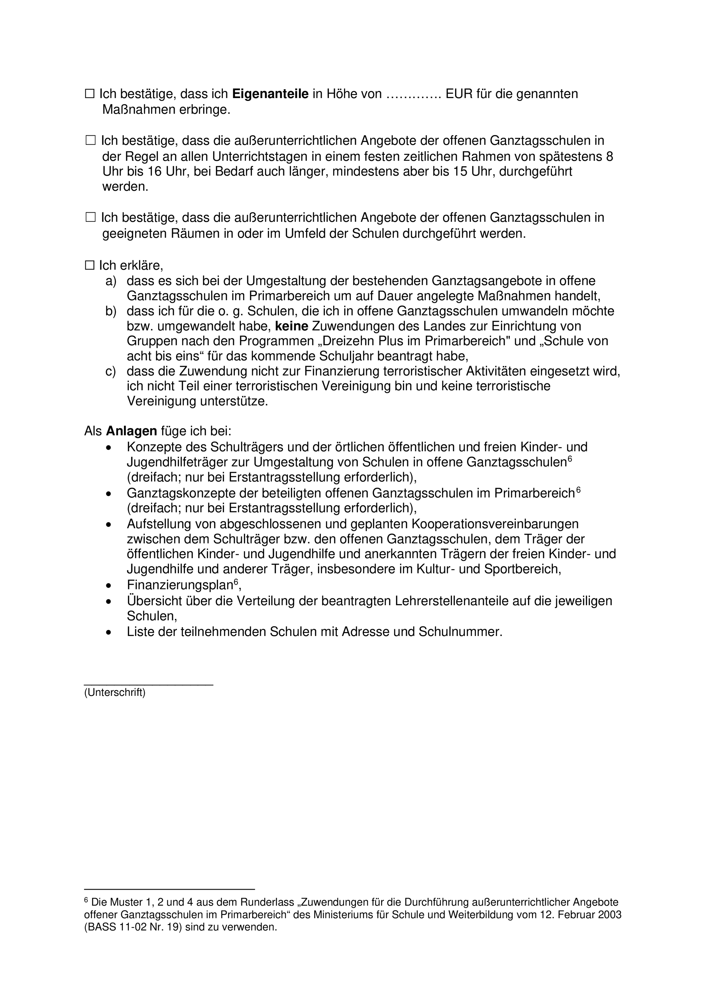 ☐ Ich bestätige, dass ich Eigenanteile in Höhe von …………. EUR für die genannten
Maßnahmen erbringe.
☐ Ich bestätige, dass die außerunterrichtlichen Angebote der offenen Ganztagsschulen in
der Regel an allen Unterrichtstagen in einem festen zeitlichen Rahmen von spätestens 8
Uhr bis 16 Uhr, bei Bedarf auch länger, mindestens aber bis 15 Uhr, durchgeführt
werden.
☐ Ich bestätige, dass die außerunterrichtlichen Angebote der offenen Ganztagsschulen in
geeigneten Räumen in oder im Umfeld der Schulen durchgeführt werden.
☐ Ich erkläre,
a) dass es sich bei der Umgestaltung der bestehenden Ganztagsangebote in offene
Ganztagsschulen im Primarbereich um auf Dauer angelegte Maßnahmen handelt,
b) dass ich für die o. g. Schulen, die ich in offene Ganztagsschulen umwandeln möchte
bzw. umgewandelt habe, keine Zuwendungen des Landes zur Einrichtung von
Gruppen nach den Programmen „Dreizehn Plus im Primarbereich" und „Schule von
acht bis eins“ für das kommende Schuljahr beantragt habe,
c) dass die Zuwendung nicht zur Finanzierung terroristischer Aktivitäten eingesetzt wird,
ich nicht Teil einer terroristischen Vereinigung bin und keine terroristische
Vereinigung unterstütze.
Als Anlagen füge ich bei:
• Konzepte des Schulträgers und der örtlichen öffentlichen und freien Kinder- und
Jugendhilfeträger zur Umgestaltung von Schulen in offene Ganztagsschulen⁶
(dreifach; nur bei Erstantragsstellung erforderlich),
• Ganztagskonzepte der beteiligten offenen Ganztagsschulen im Primarbereich⁶
(dreifach; nur bei Erstantragsstellung erforderlich),
• Aufstellung von abgeschlossenen und geplanten Kooperationsvereinbarungen
zwischen dem Schulträger bzw. den offenen Ganztagsschulen, dem Träger der
öffentlichen Kinder- und Jugendhilfe und anerkannten Trägern der freien Kinder- und
Jugendhilfe und anderer Träger, insbesondere im Kultur- und Sportbereich,
• Finanzierungsplan⁶,
• Übersicht über die Verteilung der beantragten Lehrerstellenanteile auf die jeweiligen
Schulen,
• Liste der teilnehmenden Schulen mit Adresse und Schulnummer.
(Unterschrift)
⁶ Die Muster 1, 2 und 4 aus dem Runderlass „Zuwendungen für die Durchführung außerunterrichtlicher Angebote
offener Ganztagsschulen im Primarbereich“ des Ministeriums für Schule und Weiterbildung vom 12. Februar 2003
(BASS 11-02 Nr. 19) sind zu verwenden.